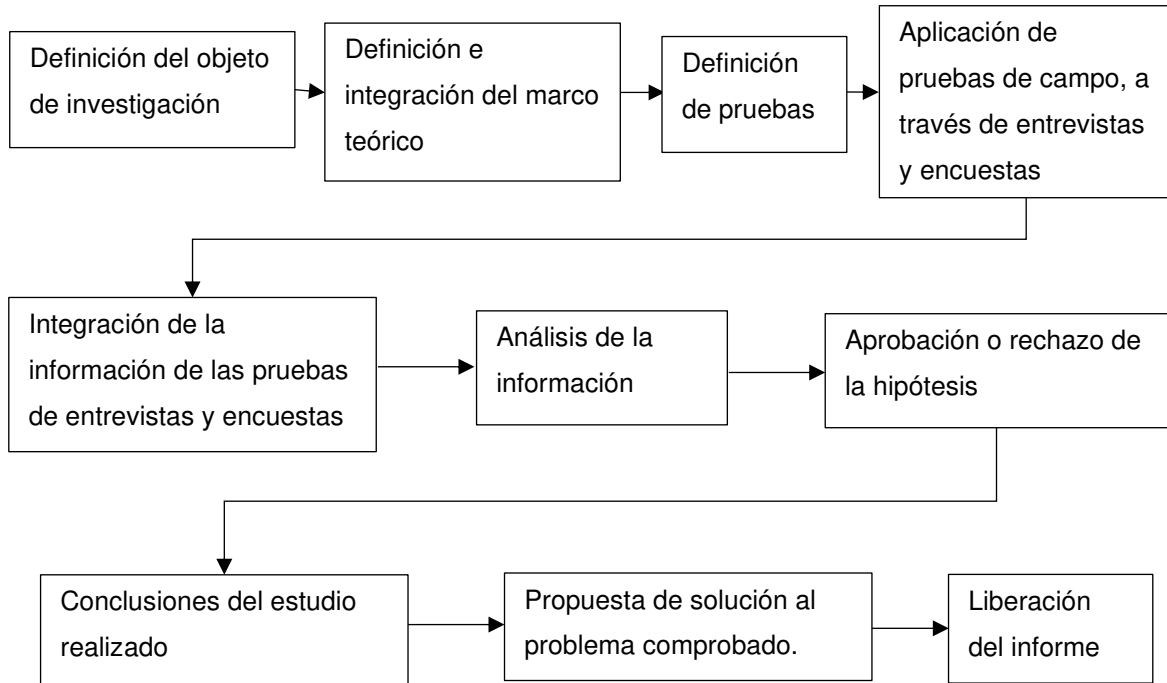 Definición del objeto
de investigación
Definición e
integración del marco
teórico
Definición
de pruebas
Aplicación de
pruebas de campo, a
través de entrevistas
y encuestas
Integración de la
información de las pruebas
de entrevistas y encuestas
Análisis de la
información
Aprobación o rechazo de
la hipótesis
Conclusiones del estudio
realizado
Propuesta de solución al
problema comprobado.
Liberación
del informe